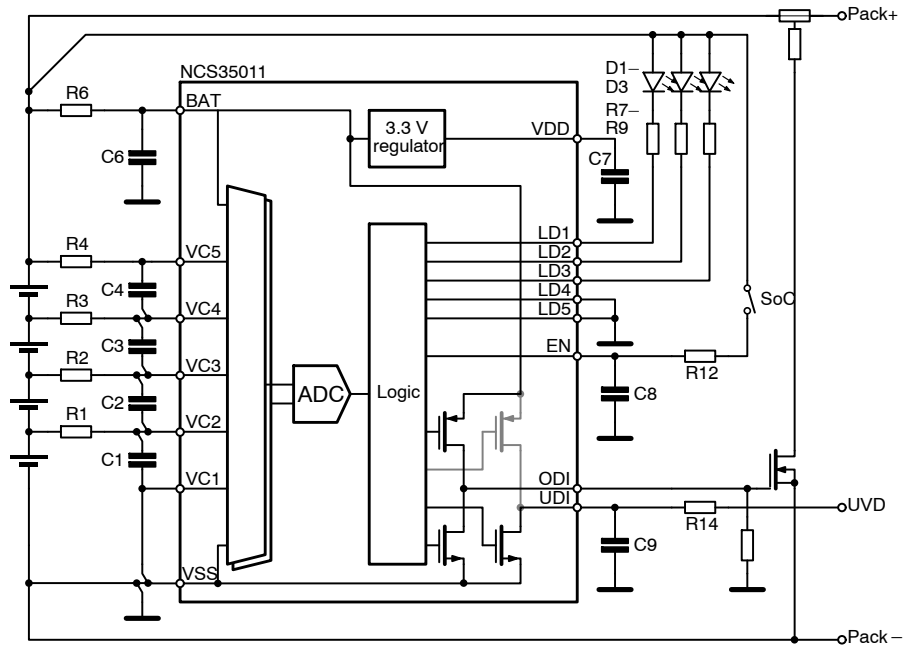 Pack+
NCS35011
D1–
D3
R6
BAT
R7–
R9
3.3 V
regulator
VDD
C6
C7
R4
VC5
LD1
LD2
LD3
C4
LD4
SoC
R3
VC4
LD5
C3
EN
R2
VC3
R12
ADC
Logic
C2
C8
R1
VC2
C1
VC1
ODI
UDI
UVD
R14
C9
VSS
Pack–